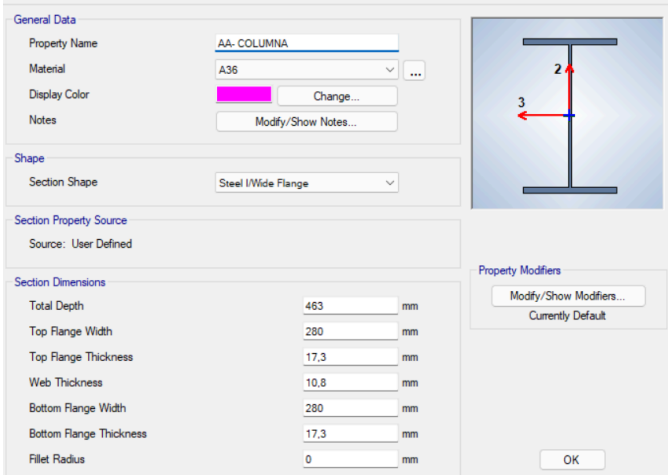 General Data
Property Name AA- COLUMNA
Material A36 ...
Display Color Change...
Notes Modify/Show Notes...
2
3
Shape
Section Shape Steel I/Wide Flange
Section Property Source
Source: User Defined
Section Dimensions
Total Depth 463 mm
Top Flange Width 280 mm
Top Flange Thickness 17,3 mm
Web Thickness 10,8 mm
Bottom Flange Width 280 mm
Bottom Flange Thickness 17,3 mm
Fillet Radius 0 mm
Property Modifiers
Modify/Show Modifiers...
Currently Default
OK